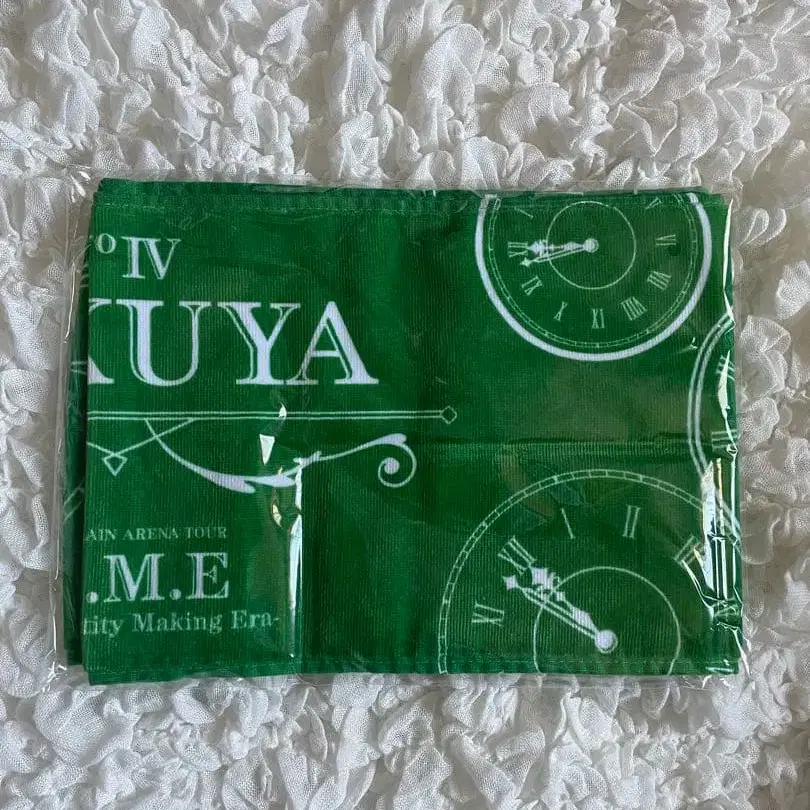 º IV
KUYA
AIN ARENA TOUR
.M.E
tity Making Era-